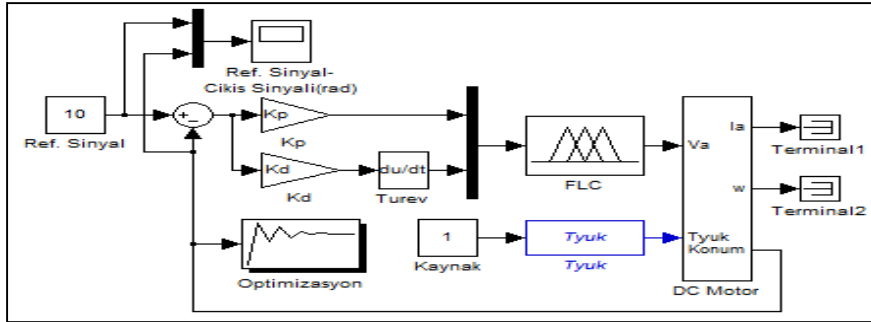 Ref. Sinyal-
Cikis Sinyali(rad)
10
Ref. Sinyal
+
-
Kp
Kp
Kd
Kd
du/dt
Turev
FLC
Va
Ia
w
Tyuk
Konum
DC Motor
Terminal1
Terminal2
1
Kaynak
Tyuk
Tyuk
Optimizasyon